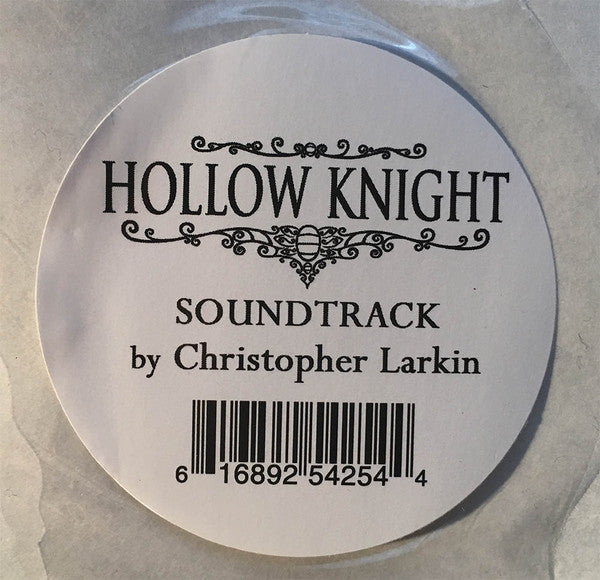 HOLLOW KNIGHT
SOUNDTRACK
by Christopher Larkin
6 16892 54254 4